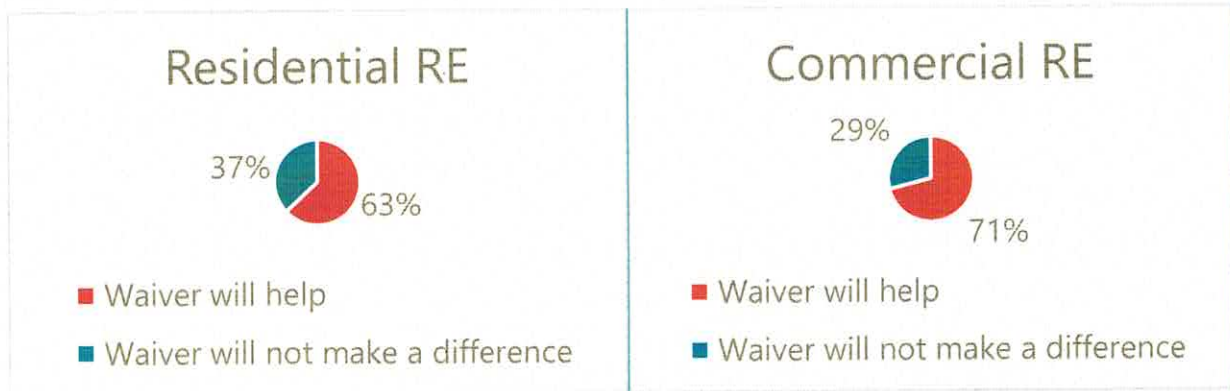 Residential RE
37%
63%
Waiver will help
Waiver will not make a difference
Commercial RE
29%
71%
Waiver will help
Waiver will not make a difference